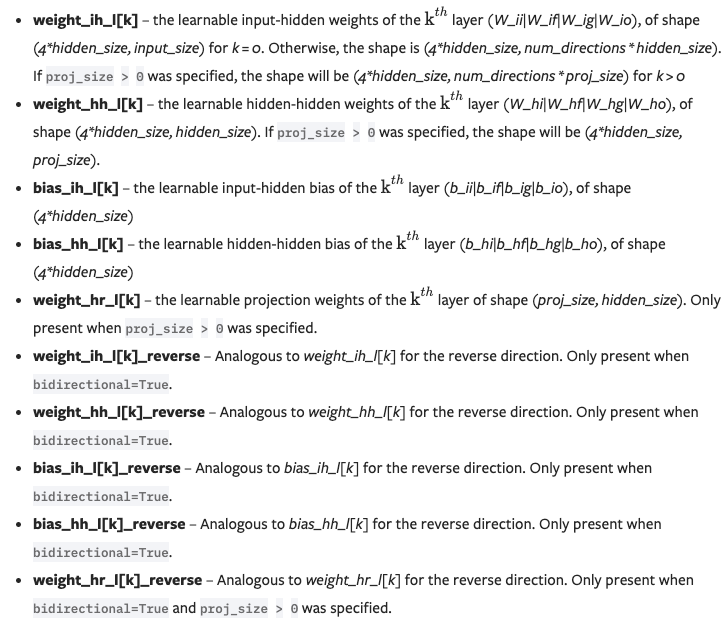 • weight_ih_l[k] – the learnable input-hidden weights of the kᵗʰ layer (W_ii|W_if|W_ig|W_io), of shape
(4*hidden_size, input_size) for k = 0. Otherwise, the shape is (4*hidden_size, num_directions * hidden_size).
If proj_size > 0 was specified, the shape will be (4*hidden_size, num_directions * proj_size) for k > 0
• weight_hh_l[k] – the learnable hidden-hidden weights of the kᵗʰ layer (W_hi|W_hf|W_hg|W_ho), of
shape (4*hidden_size, hidden_size). If proj_size > 0 was specified, the shape will be (4*hidden_size,
proj_size).
• bias_ih_l[k] – the learnable input-hidden bias of the kᵗʰ layer (b_ii|b_if|b_ig|b_io), of shape
(4*hidden_size)
• bias_hh_l[k] – the learnable hidden-hidden bias of the kᵗʰ layer (b_hi|b_hf|b_hg|b_ho), of shape
(4*hidden_size)
• weight_hr_l[k] – the learnable projection weights of the kᵗʰ layer of shape (proj_size, hidden_size). Only
present when proj_size > 0 was specified.
• weight_ih_l[k]_reverse – Analogous to weight_ih_l[k] for the reverse direction. Only present when
bidirectional=True.
• weight_hh_l[k]_reverse – Analogous to weight_hh_l[k] for the reverse direction. Only present when
bidirectional=True.
• bias_ih_l[k]_reverse – Analogous to bias_ih_l[k] for the reverse direction. Only present when
bidirectional=True.
• bias_hh_l[k]_reverse – Analogous to bias_hh_l[k] for the reverse direction. Only present when
bidirectional=True.
• weight_hr_l[k]_reverse – Analogous to weight_hr_l[k] for the reverse direction. Only present when
bidirectional=True and proj_size > 0 was specified.